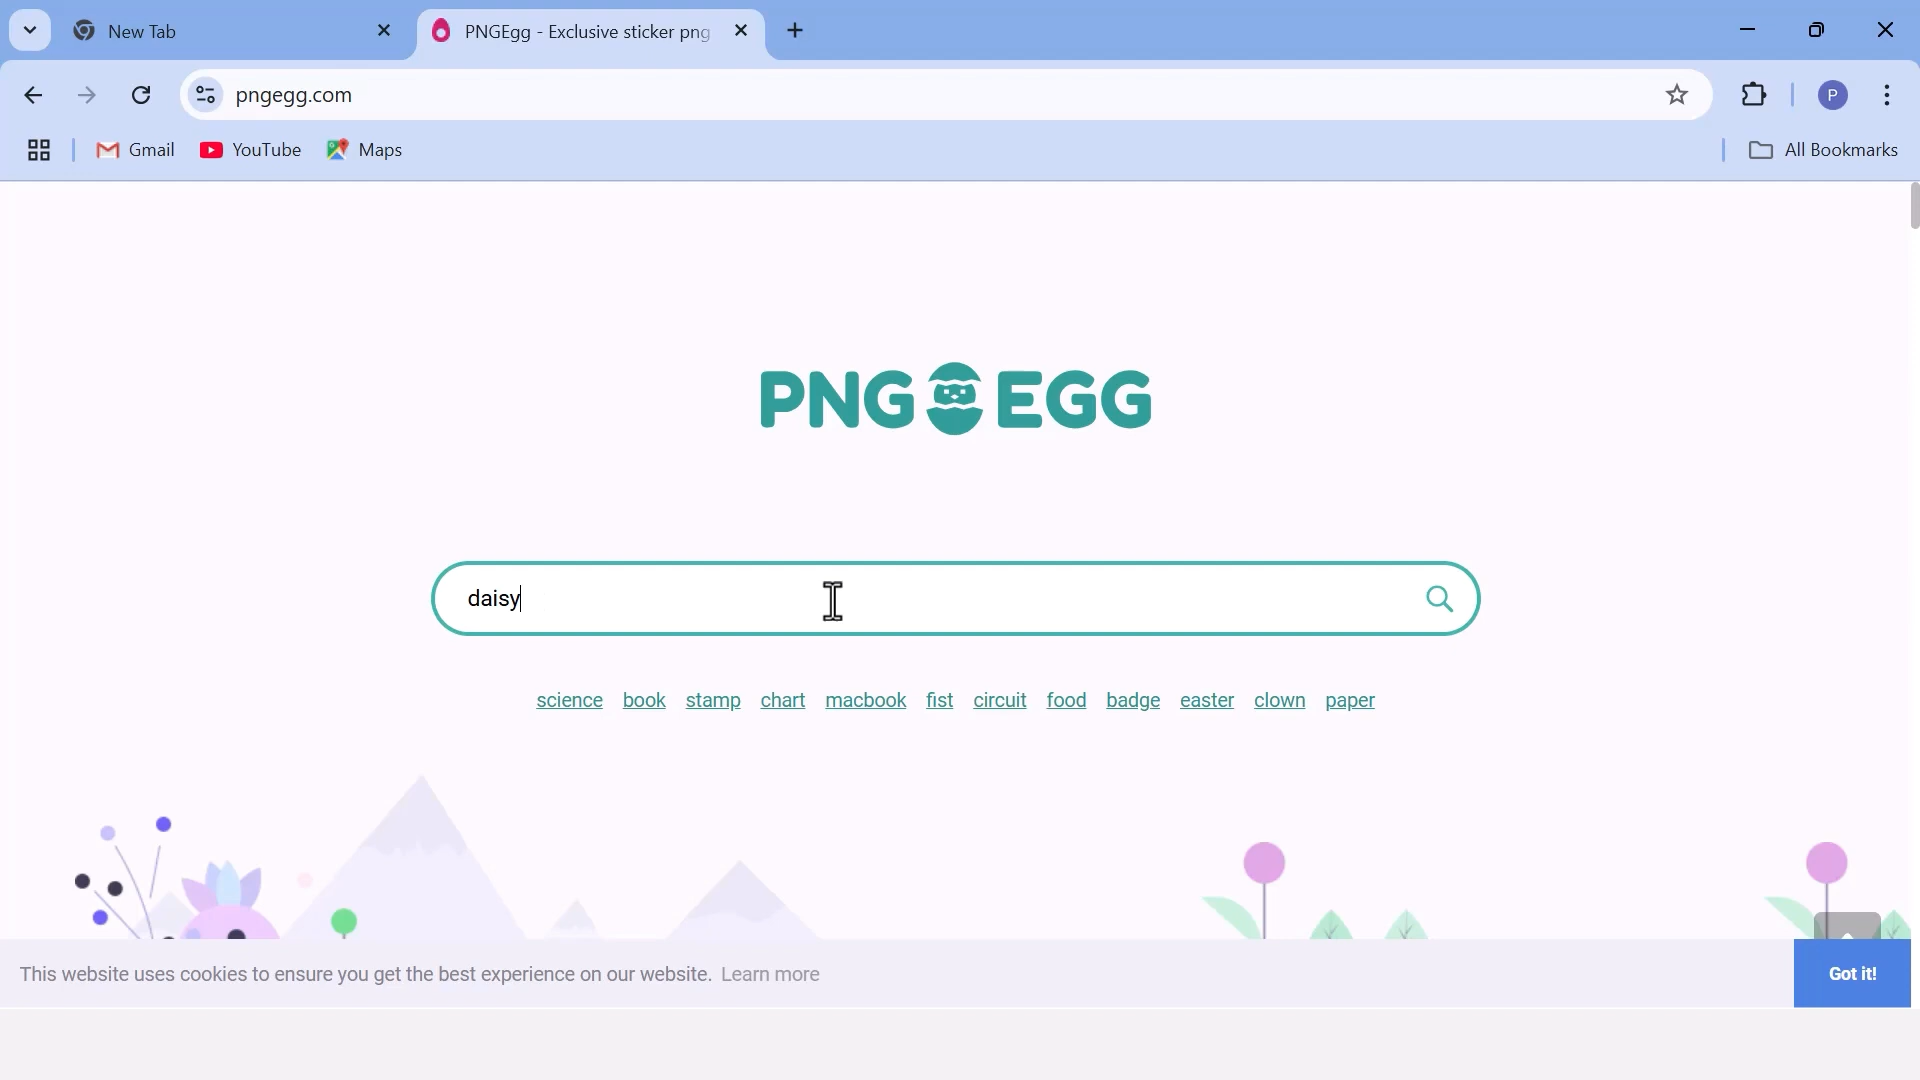 New Tab
PNGEgg - Exclusive sticker png
pngegg.com
P
Gmail
YouTube
Maps
All Bookmarks
PNG EGG
daisy
science book stamp chart macbook fist circuit food badge easter clown paper
This website uses cookies to ensure you get the best experience on our website. Learn more
Got it!